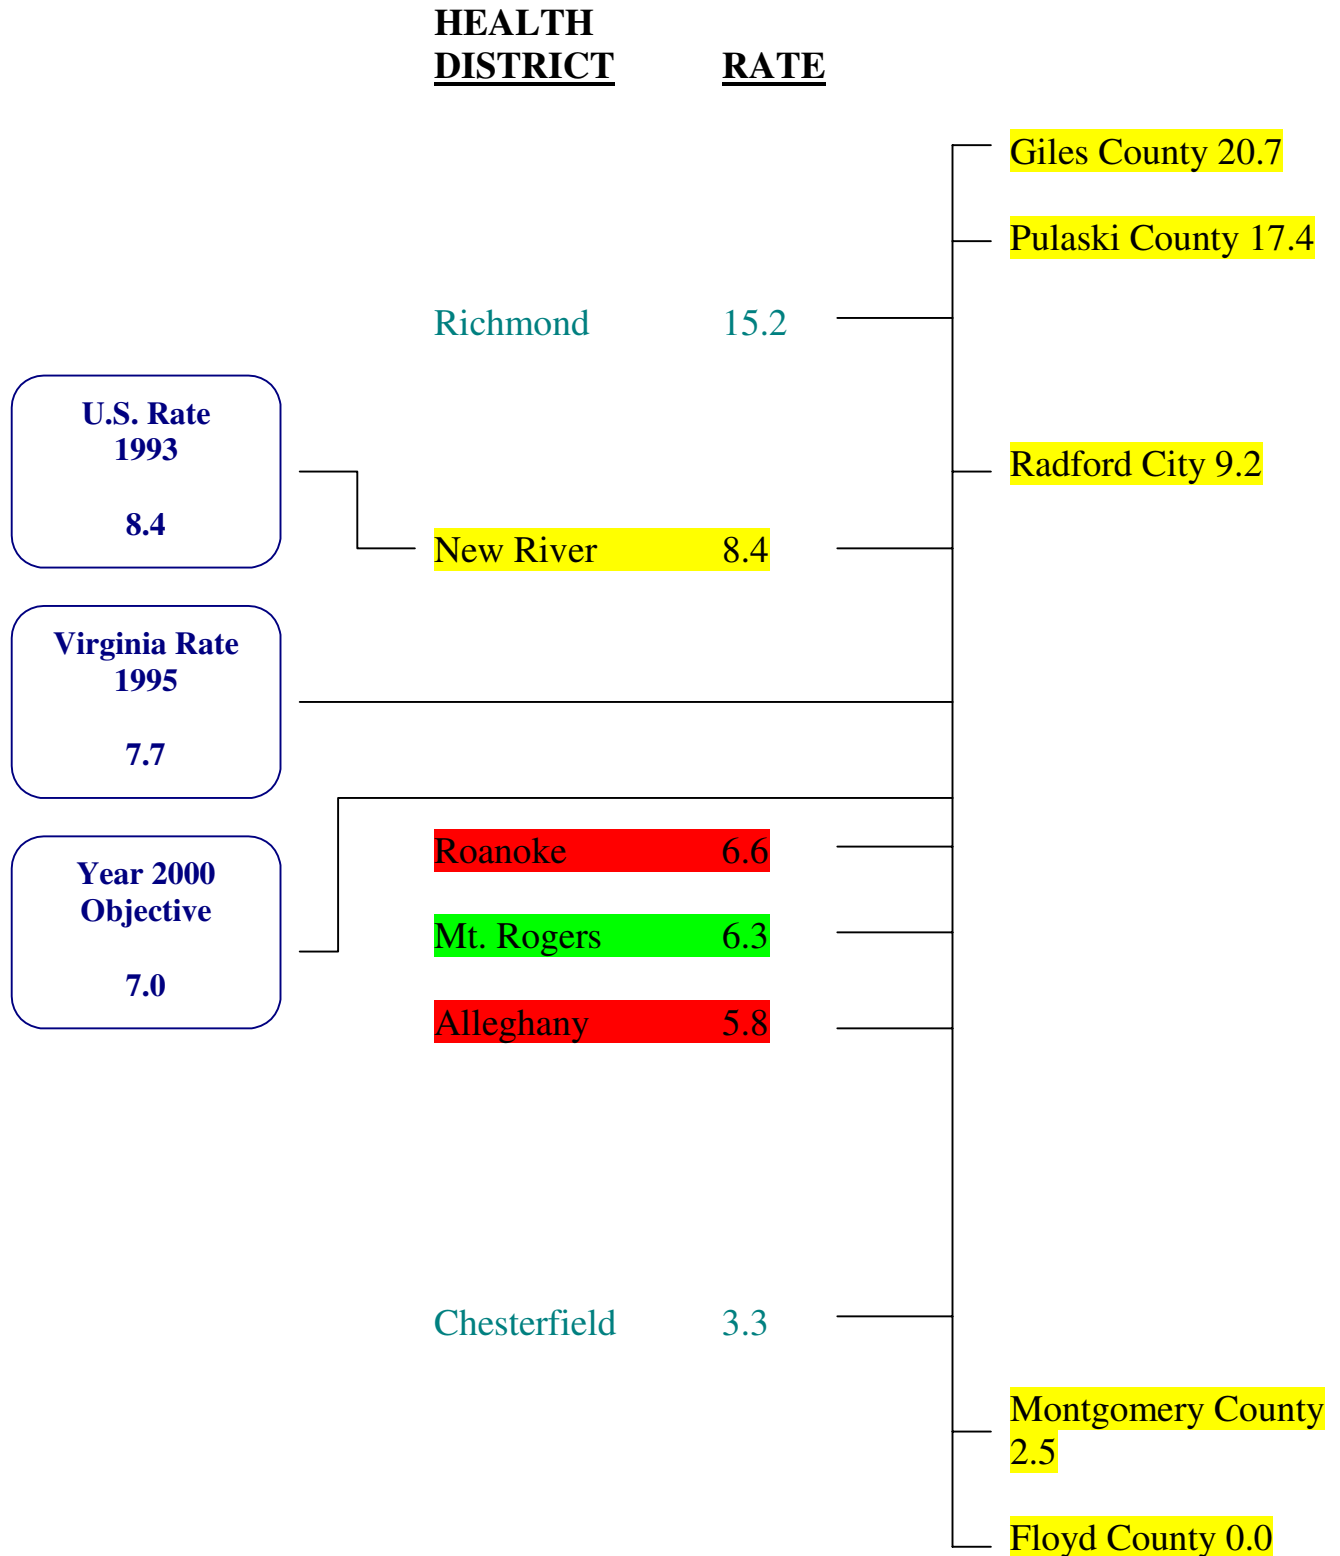 HEALTH
DISTRICT RATE
Giles County 20.7
Pulaski County 17.4
Richmond 15.2
U.S. Rate
1993
8.4
Radford City 9.2
New River 8.4
Virginia Rate
1995
7.7
Year 2000
Objective
7.0
Roanoke 6.6
Mt. Rogers 6.3
Alleghany 5.8
Chesterfield 3.3
Montgomery County
2.5
Floyd County 0.0